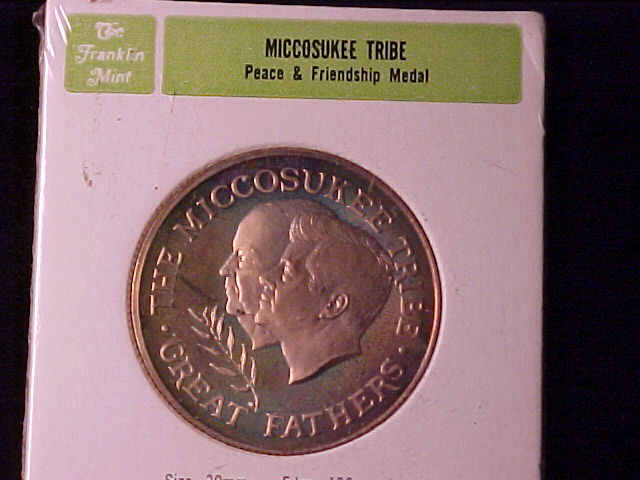 The
Franklin
Mint
MICCOSUKEE TRIBE
Peace & Friendship Medal
THE MICCOSUKEE TRIBE
· GREAT FATHERS ·